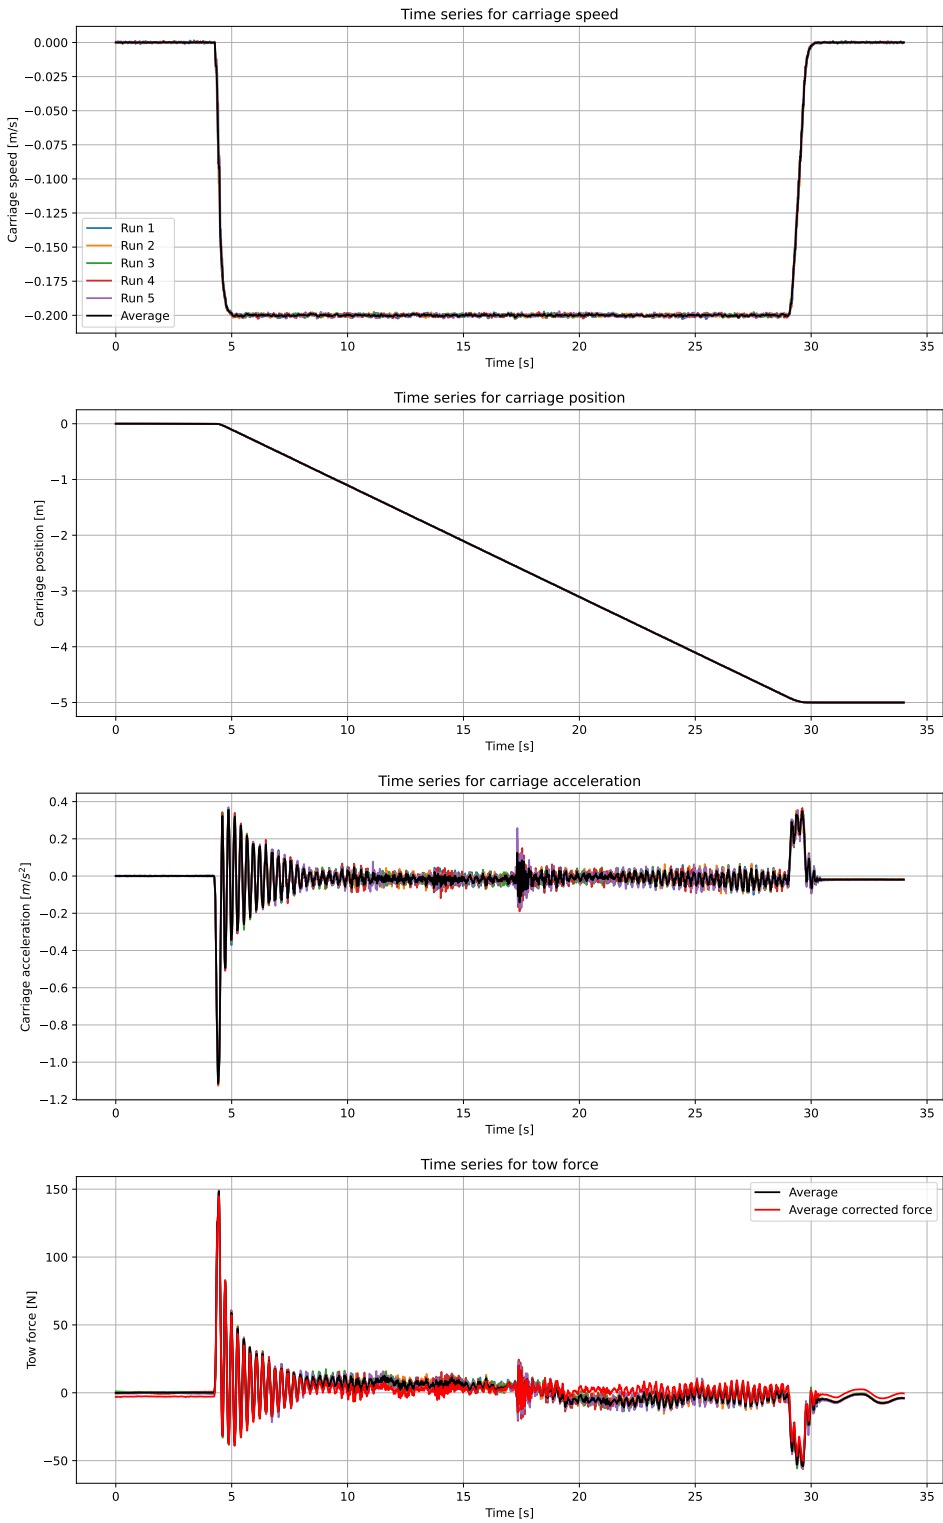 Time series for carriage speed
0.000
−0.025
−0.050
−0.075
−0.100
−0.125
−0.150
−0.175
−0.200
Carriage speed [m/s]
Run 1
Run 2
Run 3
Run 4
Run 5
Average
0 5 10 15 20 25 30 35
Time [s]
Time series for carriage position
0
−1
−2
−3
−4
−5
Carriage position [m]
0 5 10 15 20 25 30 35
Time [s]
Time series for carriage acceleration
0.4
0.2
0.0
−0.2
−0.4
−0.6
−0.8
−1.0
−1.2
Carriage acceleration [m/s²]
0 5 10 15 20 25 30 35
Time [s]
Time series for tow force
150
100
50
0
−50
Tow force [N]
Average
Average corrected force
0 5 10 15 20 25 30 35
Time [s]